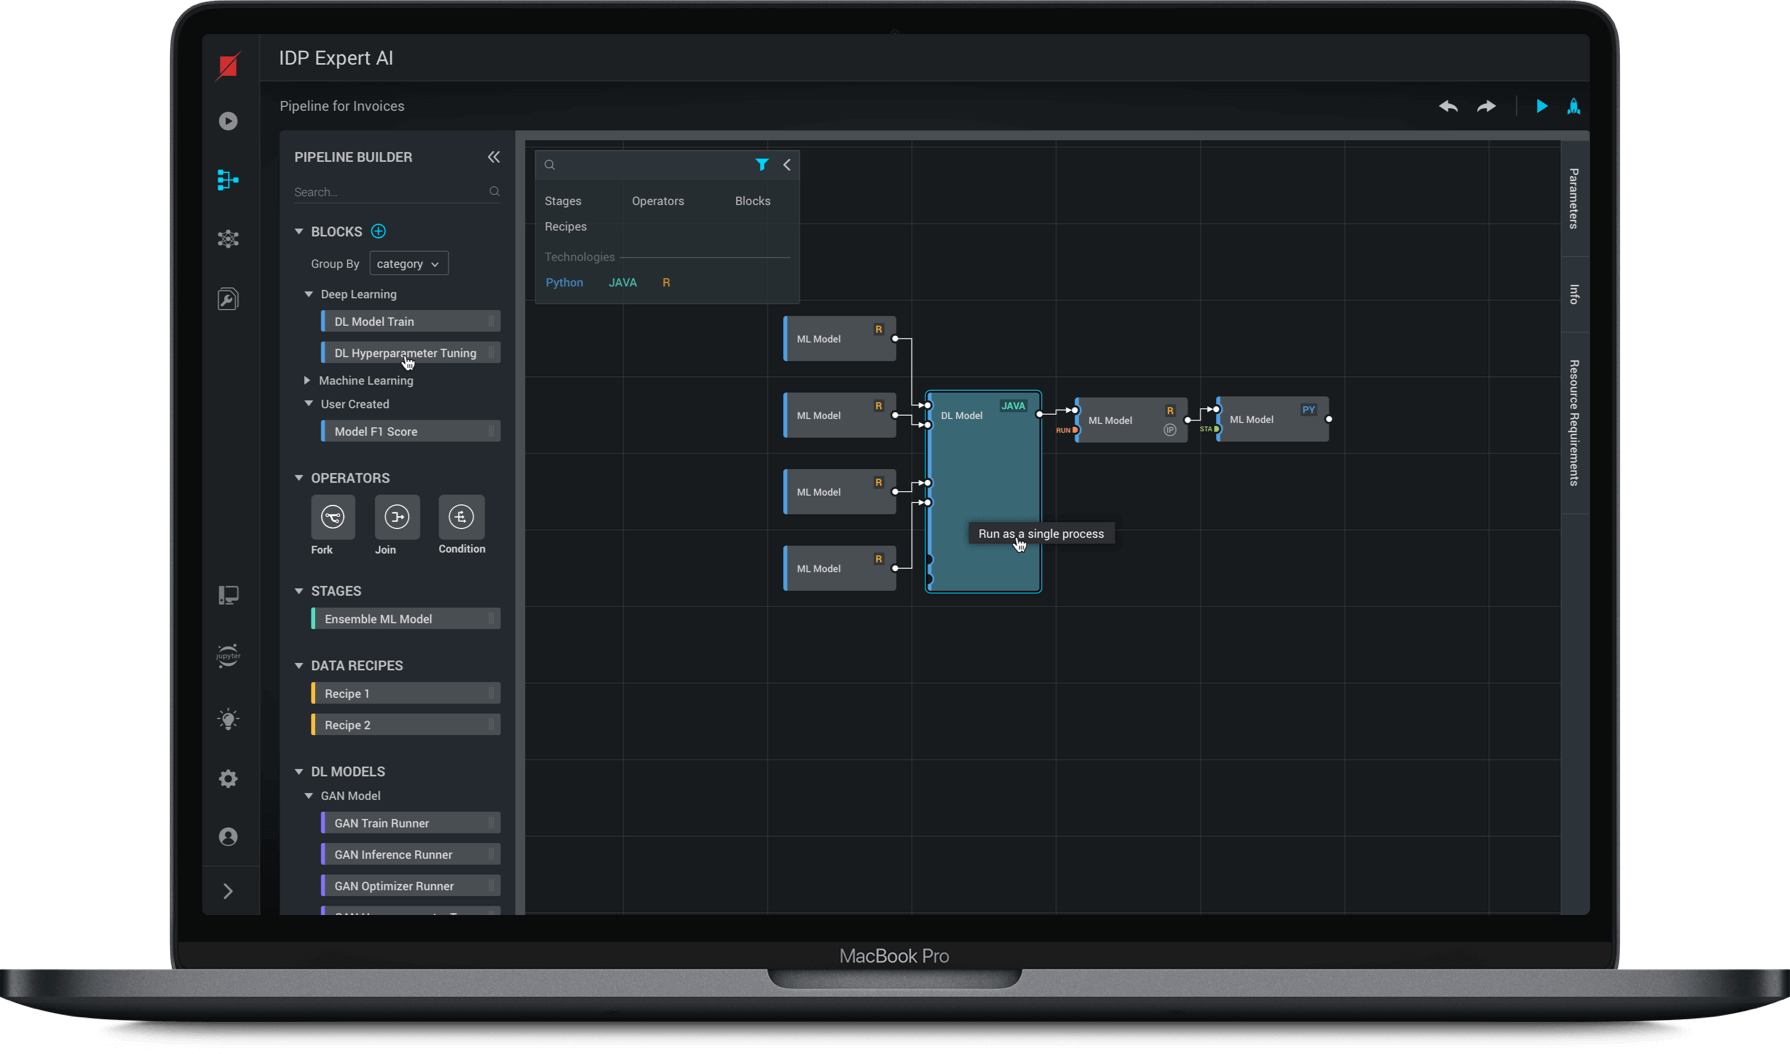 IDP Expert AI
Pipeline for Invoices
PIPELINE BUILDER
Search...
BLOCKS
Group By category
Deep Learning
DL Model Train
DL Hyperparameter Tuning
Machine Learning
User Created
Model F1 Score
OPERATORS
Fork Join Condition
STAGES
Ensemble ML Model
DATA RECIPES
Recipe 1
Recipe 2
DL MODELS
GAN Model
GAN Train Runner
GAN Inference Runner
GAN Optimizer Runner
jupyter
Stages Operators Blocks
Recipes
Technologies
Python JAVA R
ML Model R
ML Model R
ML Model R
ML Model R
DL Model JAVA
Run as a single process
RUN
ML Model R
IP
STA
ML Model PY
Parameters
Info
Resource Requirements
MacBook Pro